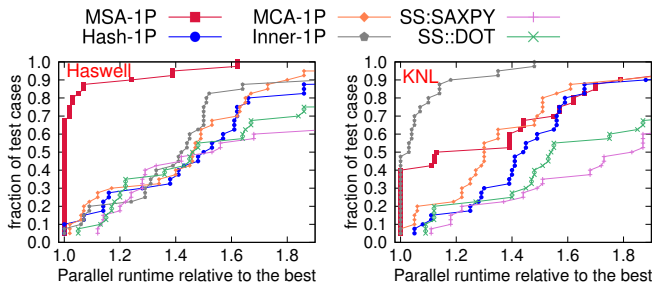 MSA-1P MCA-1P SS:SAXPY
Hash-1P Inner-1P SS::DOT
Haswell
fraction of test cases
1.0
0.9
0.8
0.7
0.6
0.5
0.4
0.3
0.2
0.1
0.0
1.0 1.2 1.4 1.6 1.8
Parallel runtime relative to the best
KNL
fraction of test cases
1.0
0.9
0.8
0.7
0.6
0.5
0.4
0.3
0.2
0.1
0.0
1.0 1.2 1.4 1.6 1.8
Parallel runtime relative to the best